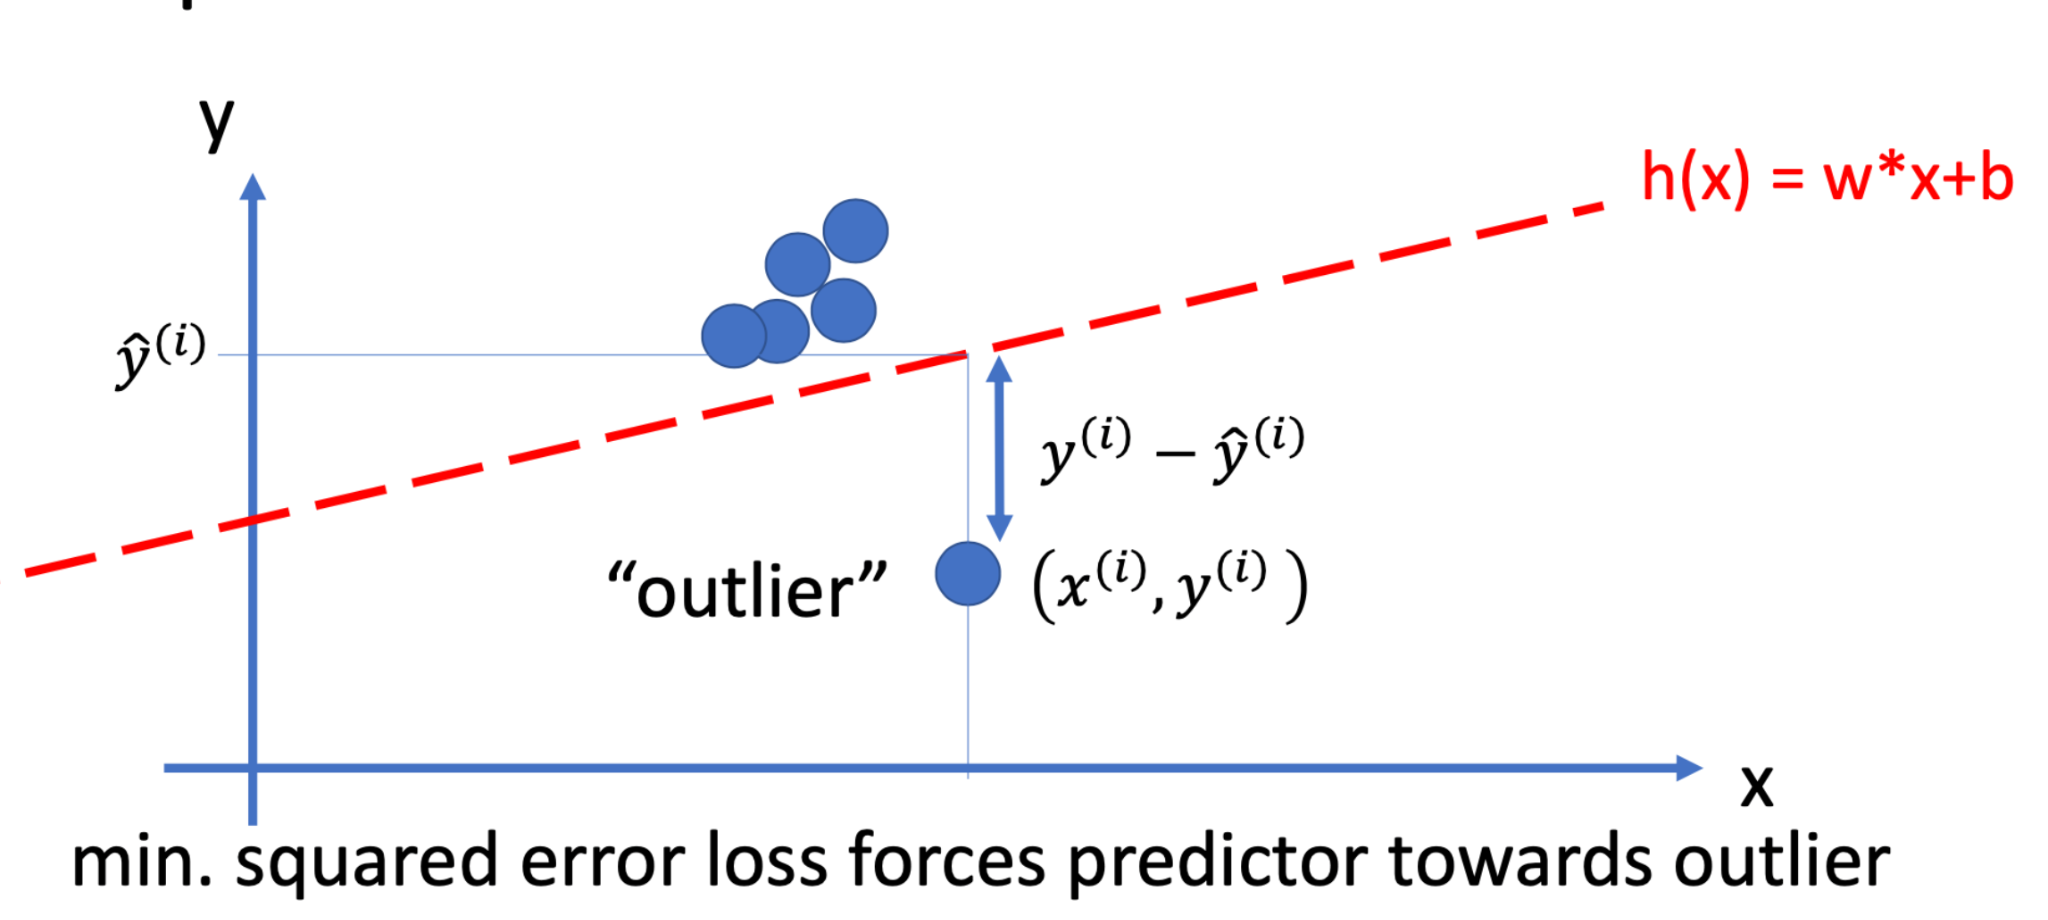 y
h(x) = w*x+b
ŷ⁽ⁱ⁾
y⁽ⁱ⁾ − ŷ⁽ⁱ⁾
“outlier”
(x⁽ⁱ⁾, y⁽ⁱ⁾ )
x
min. squared error loss forces predictor towards outlier